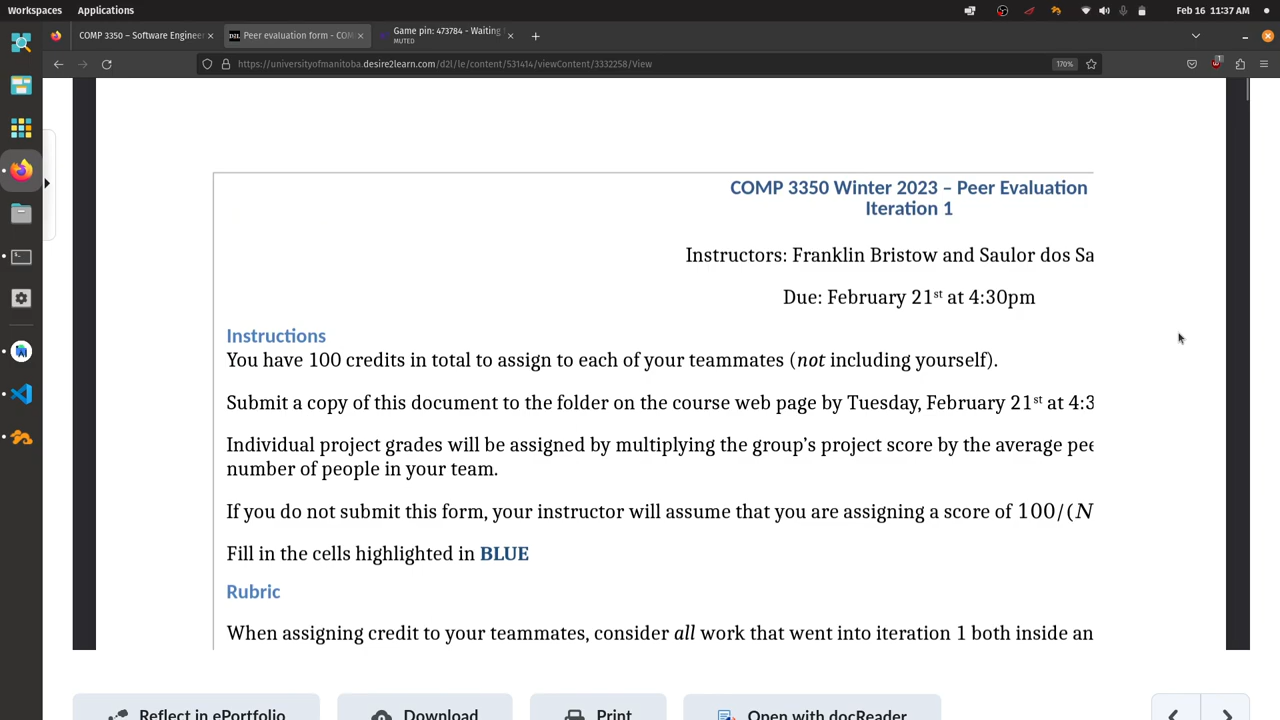 Workspaces Applications Feb 16 11:37 AM
COMP 3350 – Software Enginee
Peer evaluation form - COM
Game pin: 473784 - Waiting
MUTED
https://universityofmanitoba.desire2learn.com/d2l/le/content/531414/viewContent/3332258/View 170%
COMP 3350 Winter 2023 – Peer Evaluation
Iteration 1
Instructors: Franklin Bristow and Saulor dos Sa
Due: February 21st at 4:30pm
Instructions
You have 100 credits in total to assign to each of your teammates (not including yourself).
Submit a copy of this document to the folder on the course web page by Tuesday, February 21st at 4:3
Individual project grades will be assigned by multiplying the group’s project score by the average pee
number of people in your team.
If you do not submit this form, your instructor will assume that you are assigning a score of 100/(N
Fill in the cells highlighted in BLUE
Rubric
When assigning credit to your teammates, consider all work that went into iteration 1 both inside an
Reflect in ePortfolio Download Print Open with docReader